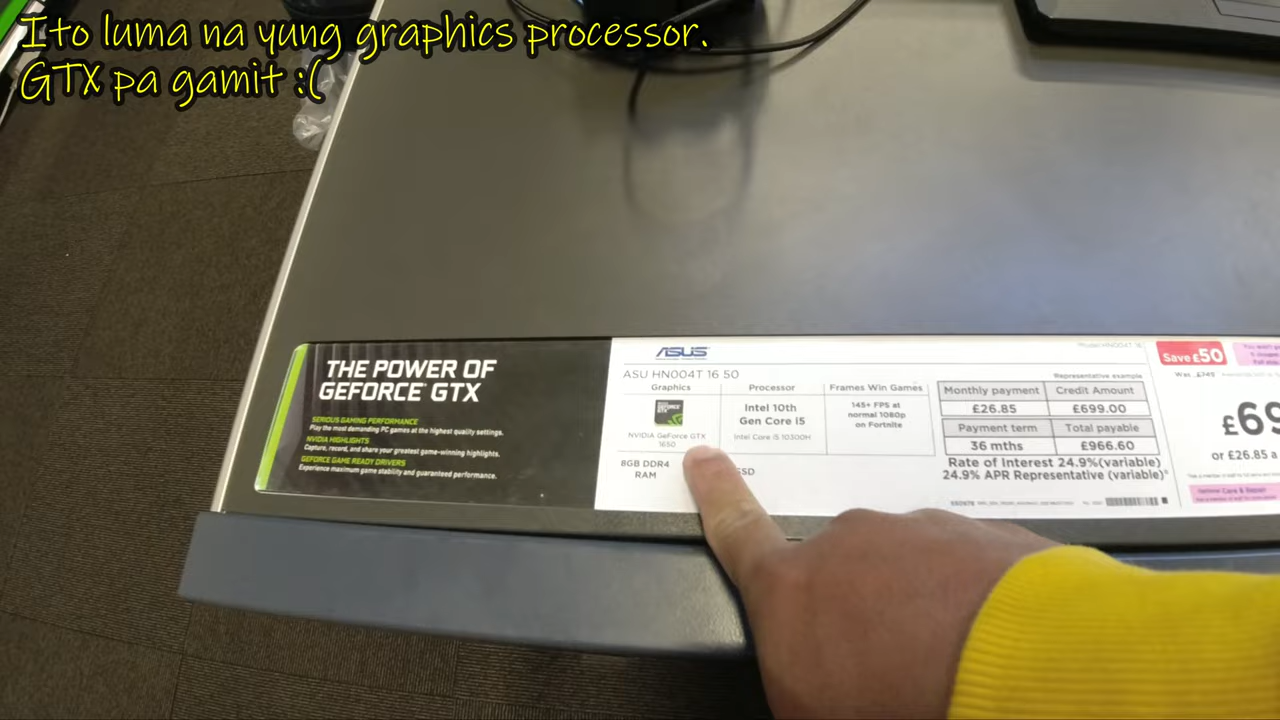 Ito luma na yung graphics processor.
GTX pa gamit :(
THE POWER OF
GEFORCE GTX
SERIOUS GAMING PERFORMANCE
Play the most demanding PC games at the highest quality settings.
NVIDIA HIGHLIGHTS
Capture, record, and share your greatest game-winning highlights.
GEFORCE GAME READY DRIVERS
Experience maximum game stability and guaranteed performance.
ASUS
ASU HN004T 16 50
Graphics
GEFORCE
GTX
NVIDIA GeForce GTX
1650
8GB DDR4
RAM
SSD
Processor
Intel 10th
Gen Core i5
Intel Core i5 10300H
Frames Win Games
145+ FPS at
normal 1080p
on Fortnite
Representative example
Monthly payment Credit Amount
£26.85 £699.00
Payment term Total payable
36 mths £966.60
Rate of Interest 24.9%(variable)
24.9% APR Representative (variable)
Save £50
Was £749
£69
or £26.85 a